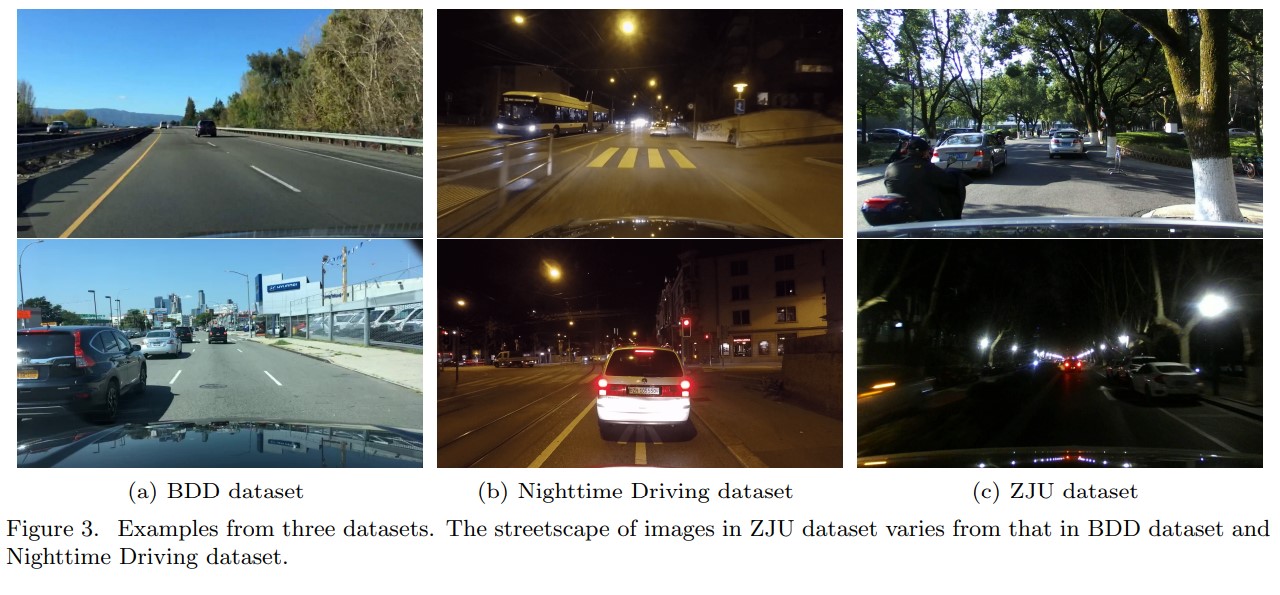 HYUNDAI
(a) BDD dataset
(b) Nighttime Driving dataset
(c) ZJU dataset
Figure 3. Examples from three datasets. The streetscape of images in ZJU dataset varies from that in BDD dataset and
Nighttime Driving dataset.